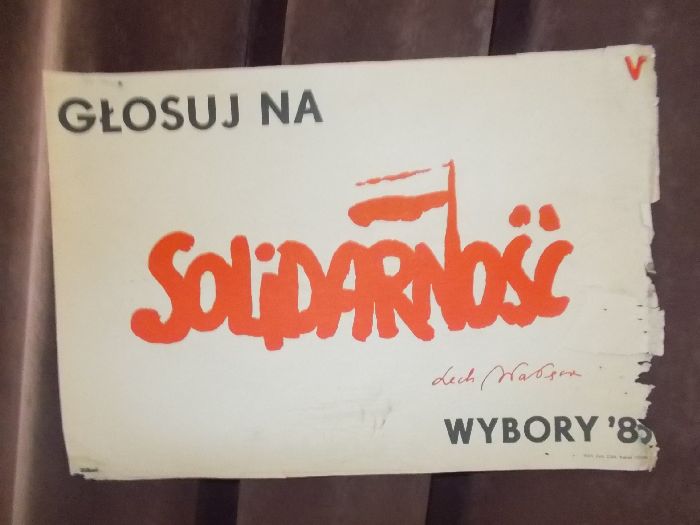 GŁOSUJ NA
V
SOLIDARNOŚĆ
Lech Wałęsa
WYBORY '8